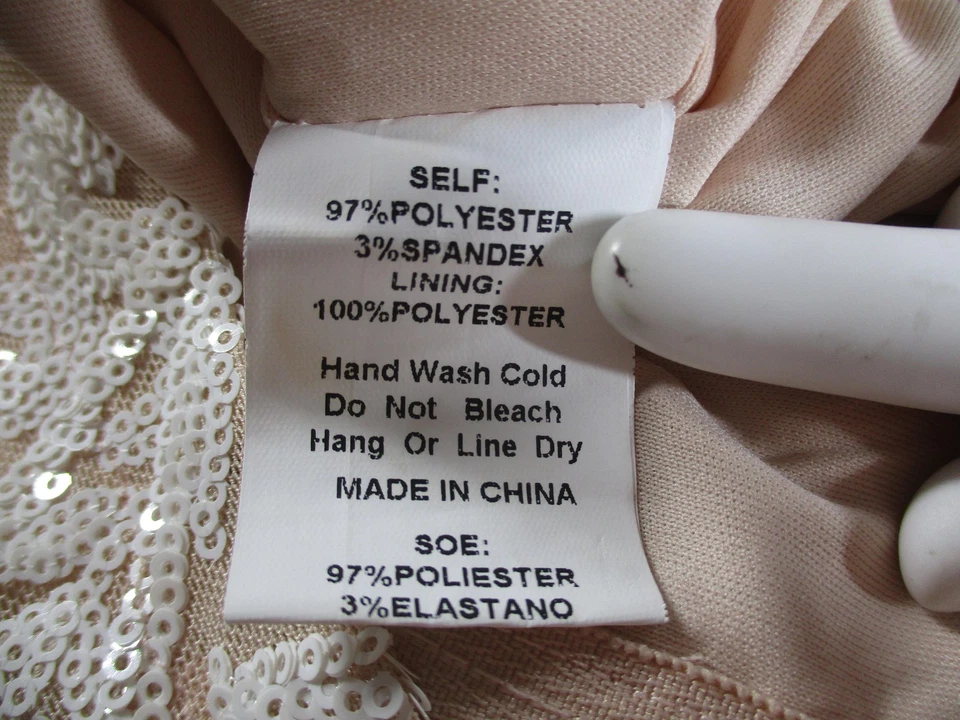 SELF:
97%POLYESTER
3%SPANDEX
LINING:
100%POLYESTER
Hand Wash Cold
Do Not Bleach
Hang Or Line Dry
MADE IN CHINA
SOE:
97%POLIESTER
3%ELASTANO